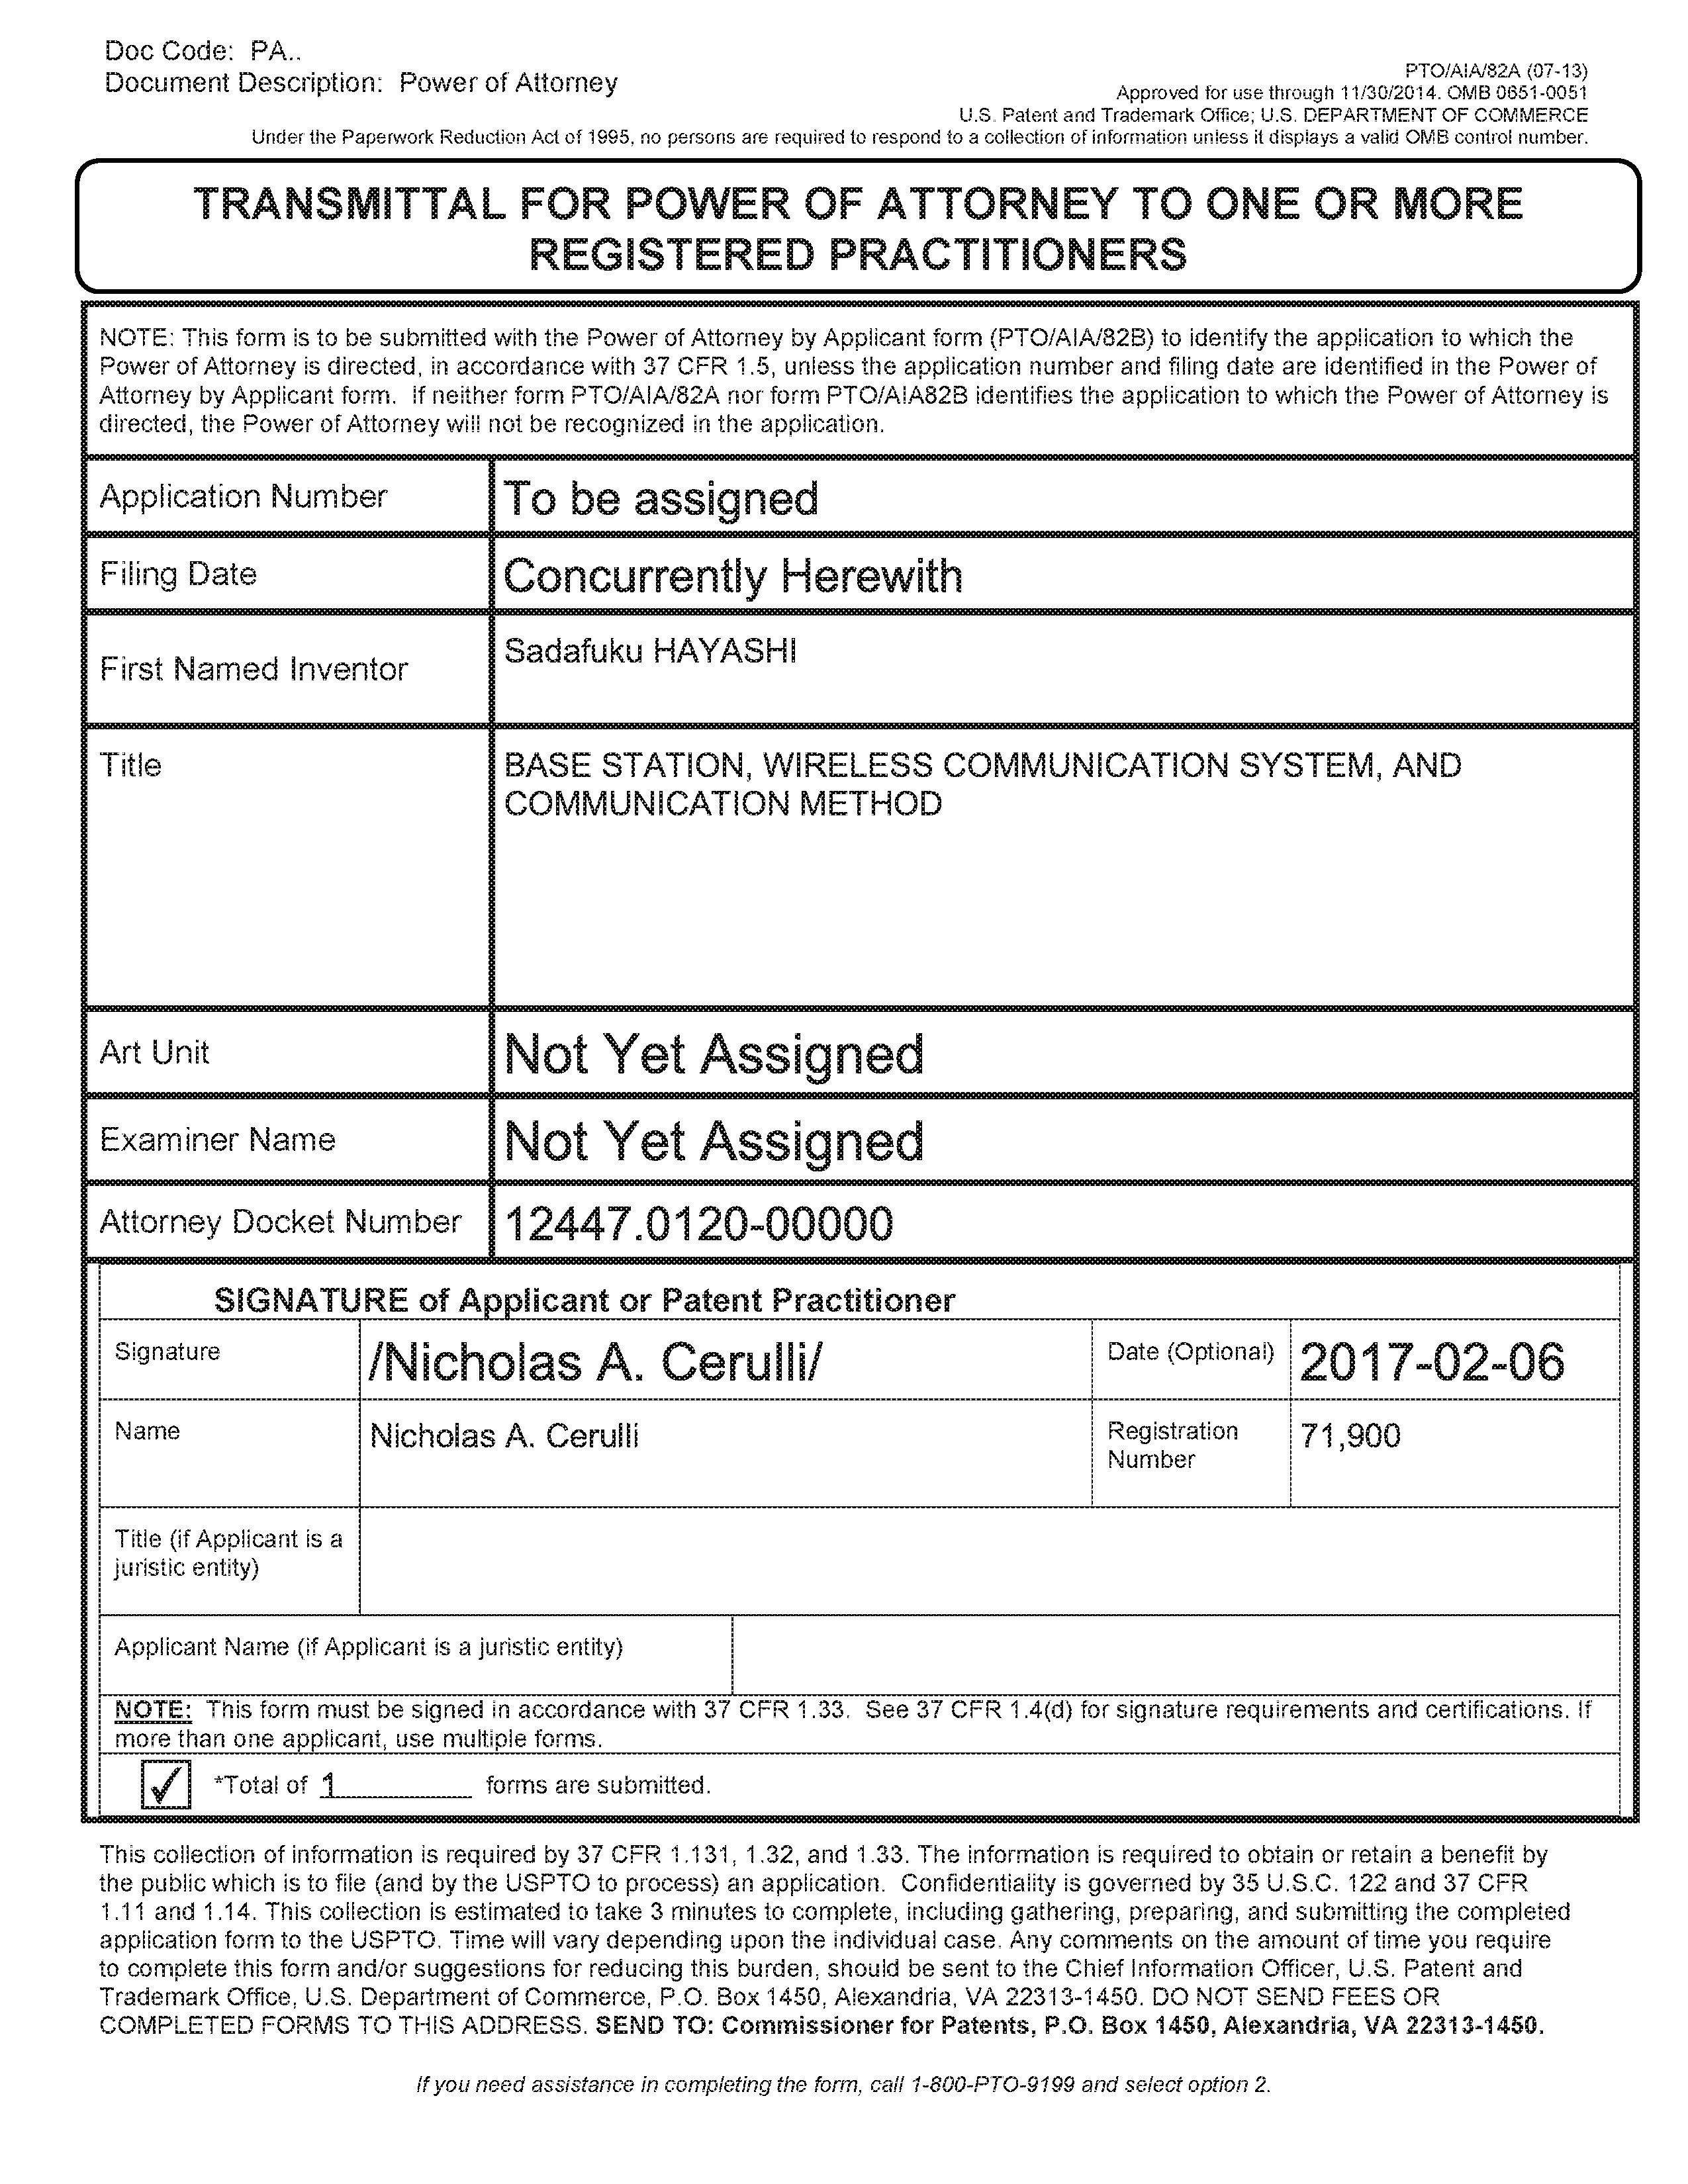 Doc Code: PA..
Document Description: Power of Attorney
PTO/AIA/82A (07-13)
Approved for use through 11/30/2014. OMB 0651-0051
U.S. Patent and Trademark Office; U.S. DEPARTMENT OF COMMERCE
Under the Paperwork Reduction Act of 1995, no persons are required to respond to a collection of information unless it displays a valid OMB control number.
TRANSMITTAL FOR POWER OF ATTORNEY TO ONE OR MORE
REGISTERED PRACTITIONERS
NOTE: This form is to be submitted with the Power of Attorney by Applicant form (PTO/AIA/82B) to identify the application to which the
Power of Attorney is directed, in accordance with 37 CFR 1.5, unless the application number and filing date are identified in the Power of
Attorney by Applicant form. If neither form PTO/AIA/82A nor form PTO/AIA82B identifies the application to which the Power of Attorney is
directed, the Power of Attorney will not be recognized in the application.
Application Number To be assigned
Filing Date Concurrently Herewith
First Named Inventor Sadafuku HAYASHI
Title BASE STATION, WIRELESS COMMUNICATION SYSTEM, AND
COMMUNICATION METHOD
Art Unit Not Yet Assigned
Examiner Name Not Yet Assigned
Attorney Docket Number 12447.0120-00000
SIGNATURE of Applicant or Patent Practitioner
Signature /Nicholas A. Cerulli/ Date (Optional) 2017-02-06
Name Nicholas A. Cerulli Registration 71,900
Number
Title (if Applicant is a
juristic entity)
Applicant Name (if Applicant is a juristic entity)
NOTE: This form must be signed in accordance with 37 CFR 1.33. See 37 CFR 1.4(d) for signature requirements and certifications. If
more than one applicant, use multiple forms.
✓ *Total of 1 forms are submitted.
This collection of information is required by 37 CFR 1.131, 1.32, and 1.33. The information is required to obtain or retain a benefit by
the public which is to file (and by the USPTO to process) an application. Confidentiality is governed by 35 U.S.C. 122 and 37 CFR
1.11 and 1.14. This collection is estimated to take 3 minutes to complete, including gathering, preparing, and submitting the completed
application form to the USPTO. Time will vary depending upon the individual case. Any comments on the amount of time you require
to complete this form and/or suggestions for reducing this burden, should be sent to the Chief Information Officer, U.S. Patent and
Trademark Office, U.S. Department of Commerce, P.O. Box 1450, Alexandria, VA 22313-1450. DO NOT SEND FEES OR
COMPLETED FORMS TO THIS ADDRESS. SEND TO: Commissioner for Patents, P.O. Box 1450, Alexandria, VA 22313-1450.
If you need assistance in completing the form, call 1-800-PTO-9199 and select option 2.